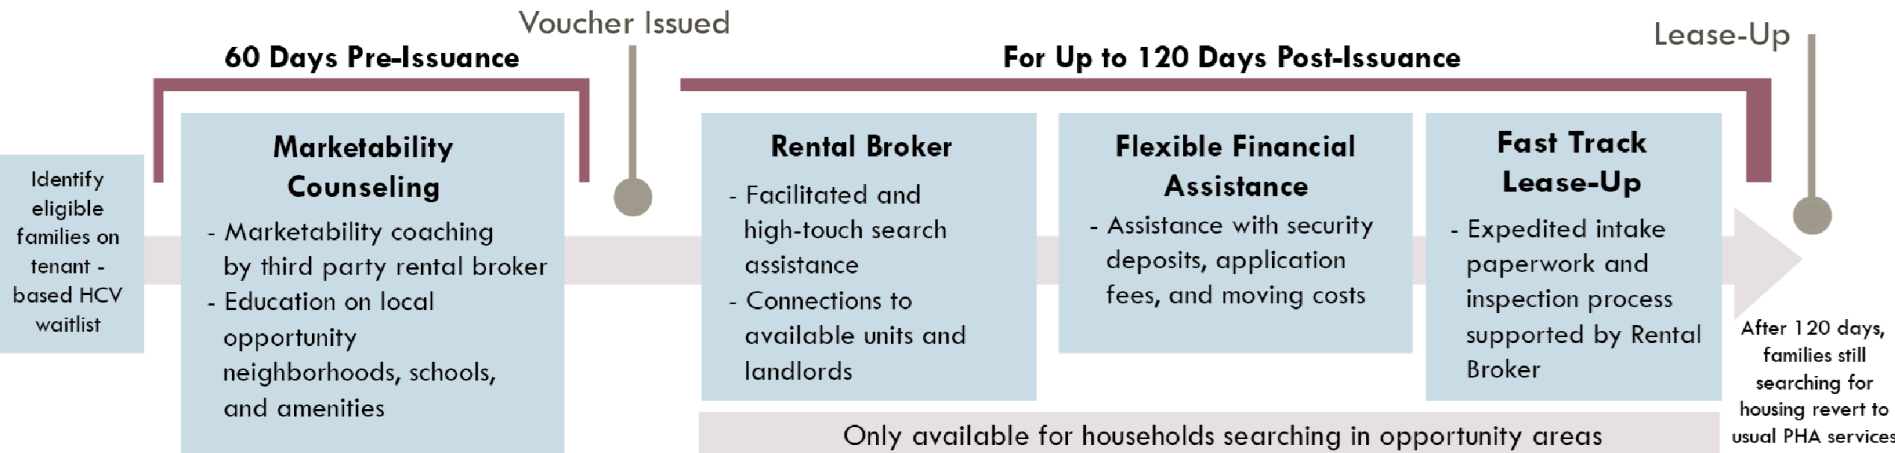 Voucher Issued
Lease-Up
60 Days Pre-Issuance
For Up to 120 Days Post-Issuance
Identify
eligible
families on
tenant -
based HCV
waitlist
Marketability
Counseling
- Marketability coaching
by third party rental broker
- Education on local
opportunity
neighborhoods, schools,
and amenities
Rental Broker
- Facilitated and
high-touch search
assistance
- Connections to
available units and
landlords
Flexible Financial
Assistance
- Assistance with security
deposits, application
fees, and moving costs
Fast Track
Lease-Up
- Expedited intake
paperwork and
inspection process
supported by Rental
Broker
Only available for households searching in opportunity areas
After 120 days,
families still
searching for
housing revert to
usual PHA services